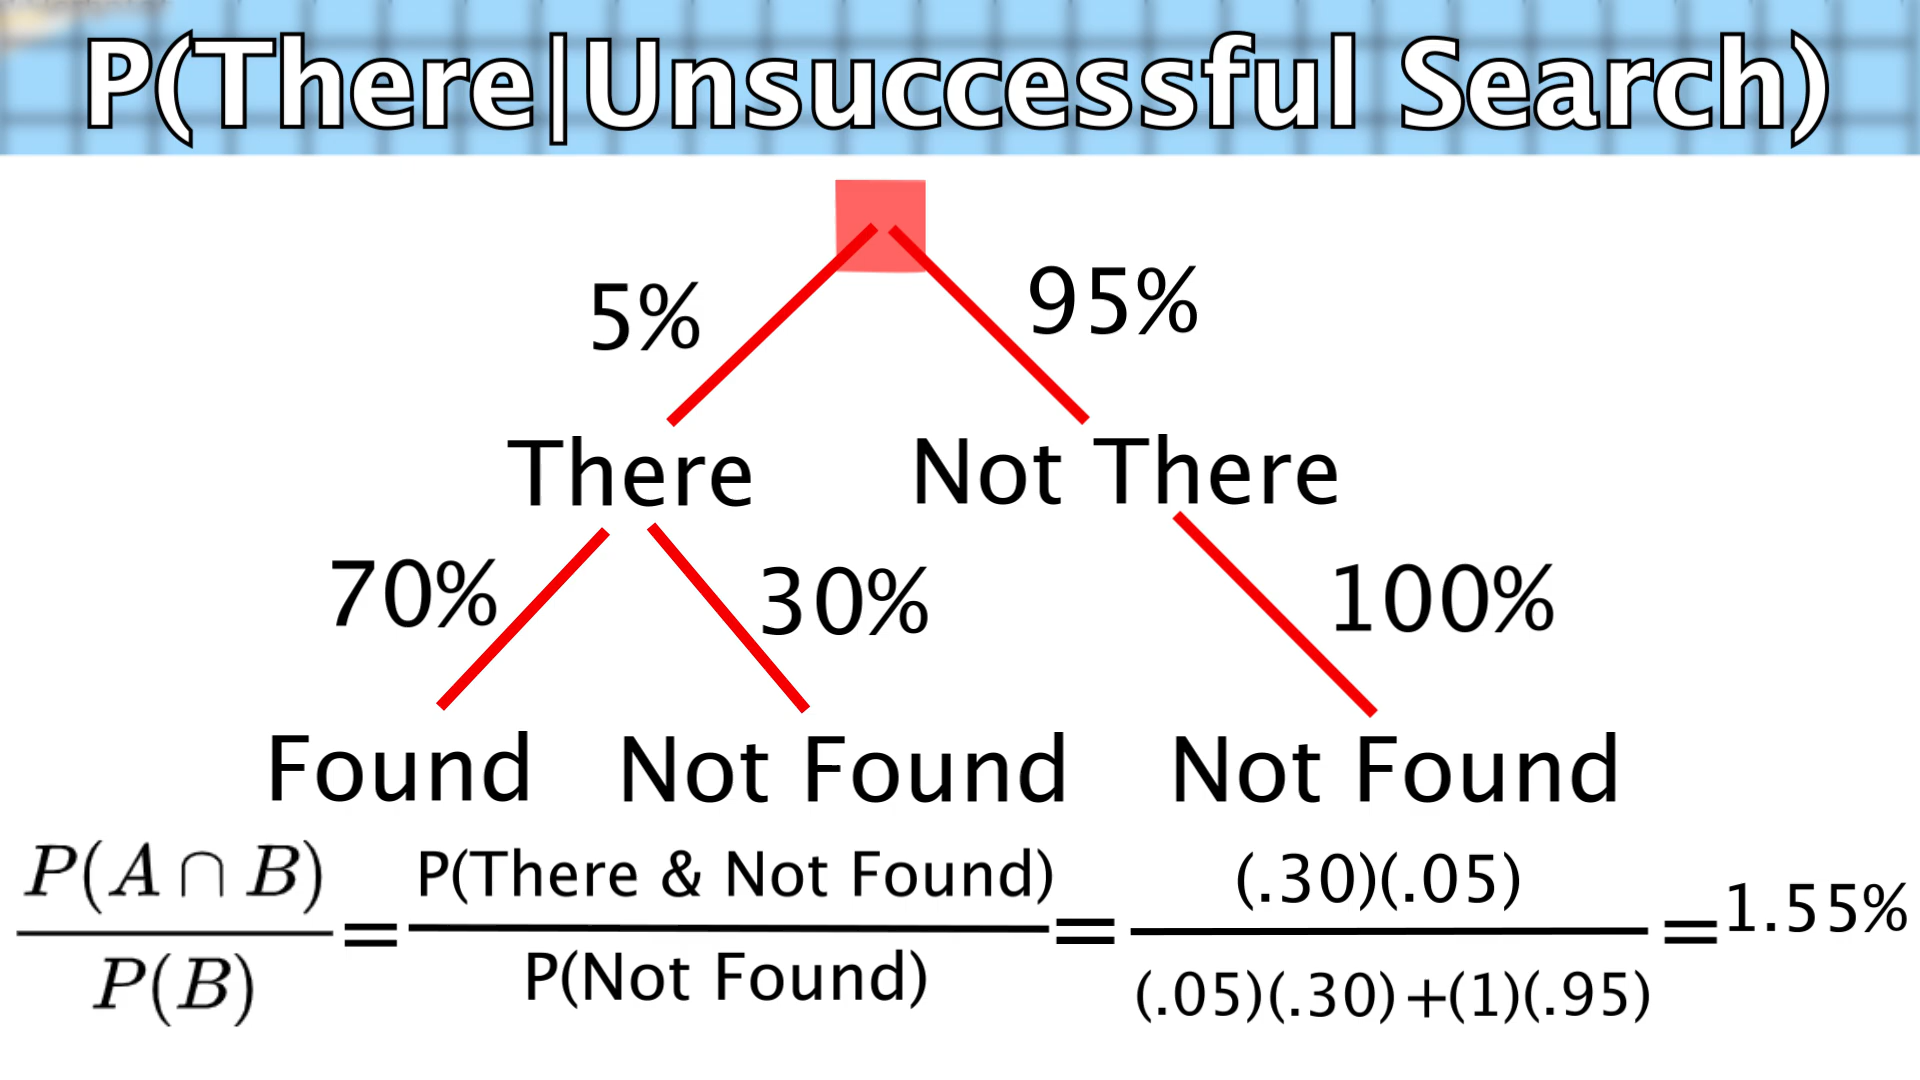 P(There|Unsuccessful Search)
5% 95%
There Not There
70% 30% 100%
Found Not Found Not Found
P(A ∩ B) / P(B) = P(There & Not Found) / P(Not Found) = (.30)(.05) / (.05)(.30)+(1)(.95) = 1.55%